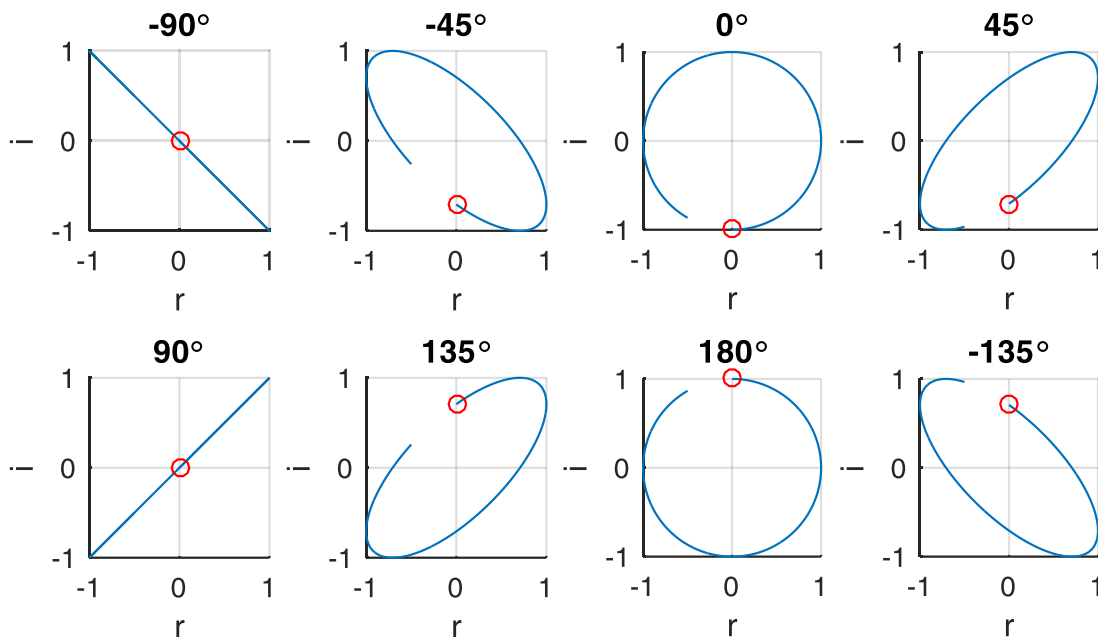 -90° -45° 0° 45°
1 1 1 1
i 0 i 0 i 0 i 0
-1 -1 -1 -1
-1 0 1 -1 0 1 -1 0 1 -1 0 1
r r r r
90° 135° 180° -135°
1 1 1 1
i 0 i 0 i 0 i 0
-1 -1 -1 -1
-1 0 1 -1 0 1 -1 0 1 -1 0 1
r r r r